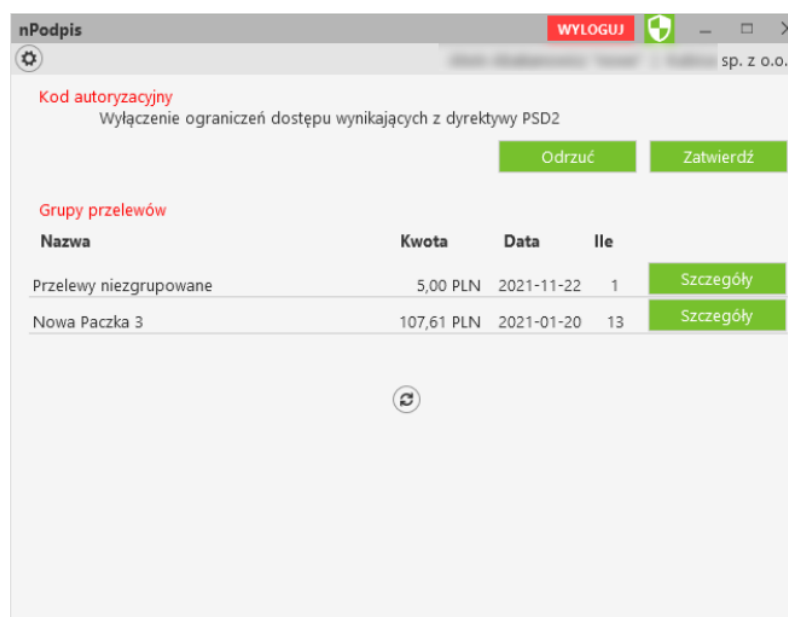 nPodpis WYLOGUJ
sp. z o.o.
Kod autoryzacyjny
Wyłączenie ograniczeń dostępu wynikających z dyrektywy PSD2
Odrzuć Zatwierdź
Grupy przelewów
Nazwa Kwota Data Ile
Przelewy niezgrupowane 5,00 PLN 2021-11-22 1 Szczegóły
Nowa Paczka 3 107,61 PLN 2021-01-20 13 Szczegóły